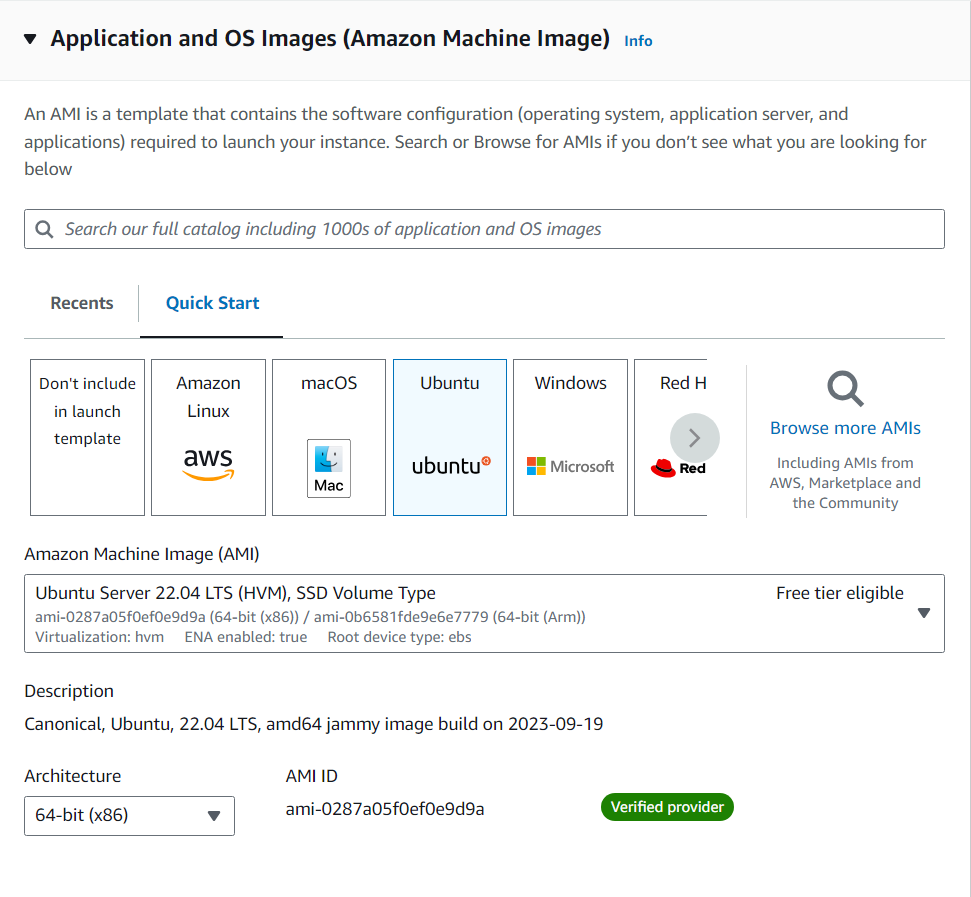 Application and OS Images (Amazon Machine Image) Info
An AMI is a template that contains the software configuration (operating system, application server, and
applications) required to launch your instance. Search or Browse for AMIs if you don’t see what you are looking for
below
Search our full catalog including 1000s of application and OS images
Recents
Quick Start
Don't include
in launch
template
Amazon
Linux
aws
macOS
Mac
Ubuntu
ubuntu
Windows
Microsoft
Red H
Red
Browse more AMIs
Including AMIs from
AWS, Marketplace and
the Community
Amazon Machine Image (AMI)
Ubuntu Server 22.04 LTS (HVM), SSD Volume Type
Free tier eligible
ami-0287a05f0ef0e9d9a (64-bit (x86)) / ami-0b6581fde9e6e7779 (64-bit (Arm))
Virtualization: hvm ENA enabled: true Root device type: ebs
Description
Canonical, Ubuntu, 22.04 LTS, amd64 jammy image build on 2023-09-19
Architecture
64-bit (x86)
AMI ID
ami-0287a05f0ef0e9d9a
Verified provider